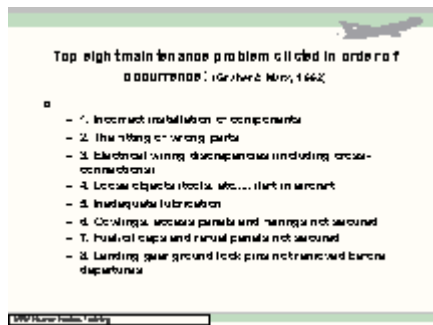 Top eight maintenance problems listed in order of
occurrence:
– 1. Incorrect installation of components
– 2. The fitting of wrong parts
– 3. Electrical wiring discrepancies (including cross-
connections)
– 4. Loose objects (tools, etc.…) left in aircraft
– 5. Inadequate lubrication
– 6. Cowlings, access panels and fairings not secured
– 7. Fuel/oil caps and refuel panels not secured
– 8. Landing gear ground lock pins not removed before
departures
Training